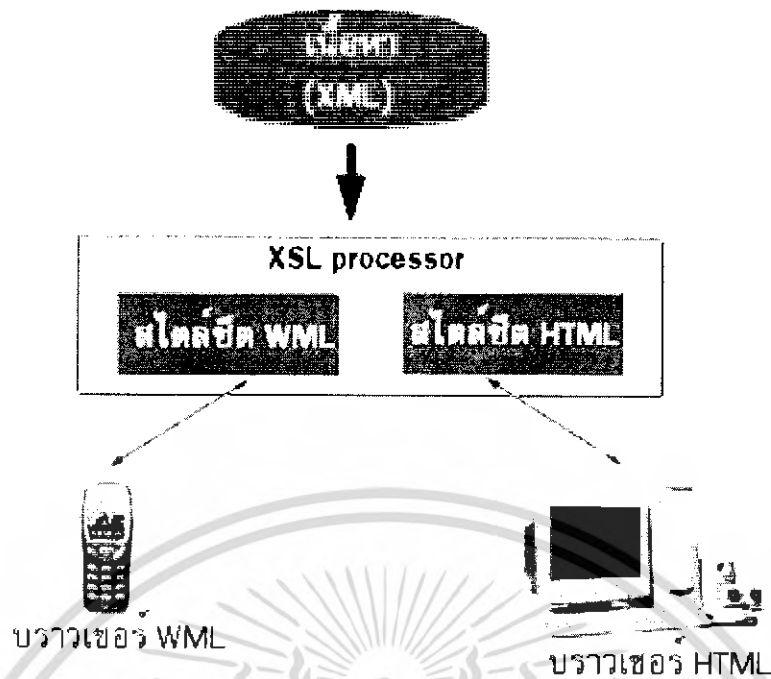 เนื้อหา
(XML)
XSL processor
สไตล์ชีต WML
สไตล์ชีต HTML
บราวเซอร์ WML
บราวเซอร์ HTML